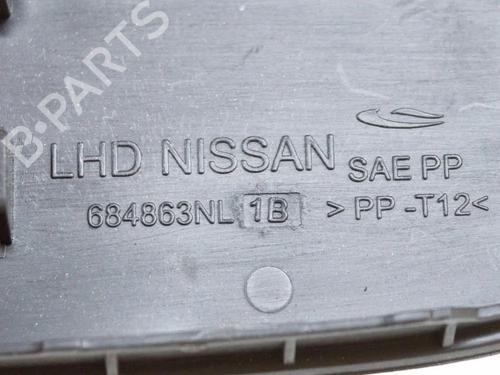 B-PARTS
LHD NISSAN SAE PP
684863NL 1B >PP-T12<